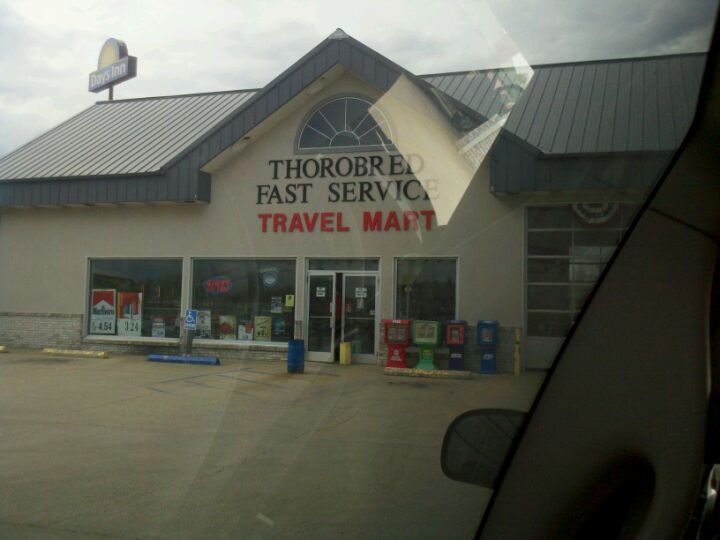 Days Inn
THOROBRED
FAST SERVICE
TRAVEL MART
Marlboro
4.54
3.24